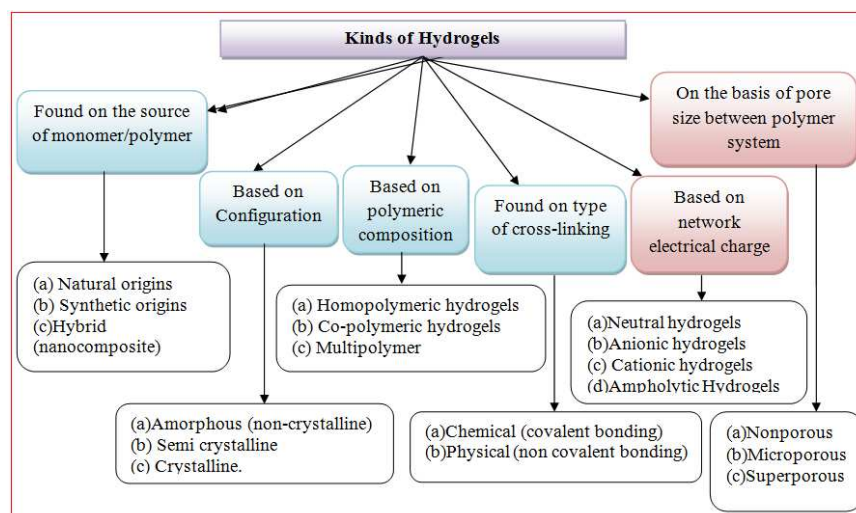 Kinds of Hydrogels
Found on the source
of monomer/polymer
On the basis of pore
size between polymer
system
Based on
Configuration
Based on
polymeric
composition
Found on type
of cross-linking
Based on
network
electrical charge
(a) Natural origins
(b) Synthetic origins
(c)Hybrid
(nanocomposite)
(a) Homopolymeric hydrogels
(b) Co-polymeric hydrogels
(c) Multipolymer
(a)Neutral hydrogels
(b)Anionic hydrogels
(c) Cationic hydrogels
(d)Ampholytic Hydrogels
(a)Amorphous (non-crystalline)
(b) Semi crystalline
(c) Crystalline.
(a)Chemical (covalent bonding)
(b)Physical (non covalent bonding)
(a)Nonporous
(b)Microporous
(c)Superporous